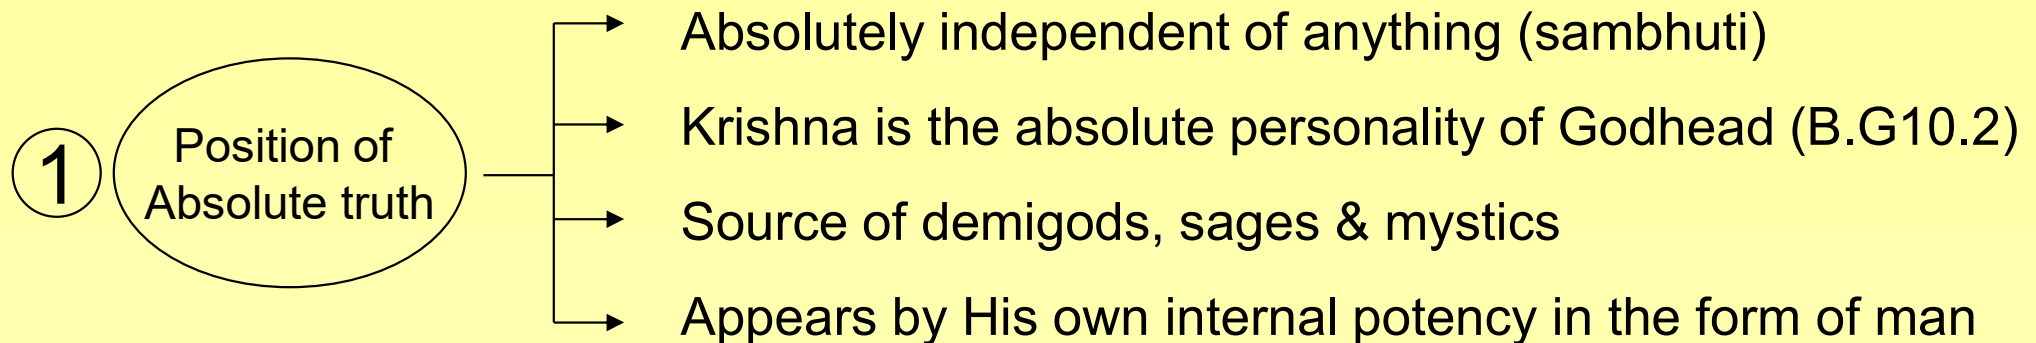 1
Position of
Absolute truth
Absolutely independent of anything (sambhuti)
Krishna is the absolute personality of Godhead (B.G10.2)
Source of demigods, sages & mystics
Appears by His own internal potency in the form of man